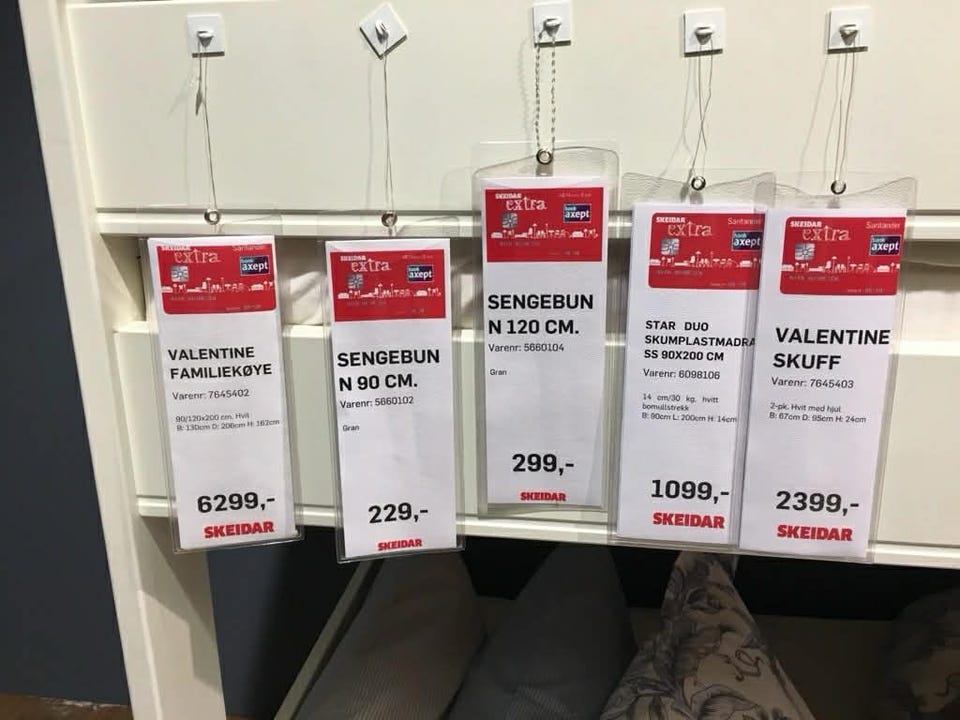 SKEIDAR Santander
extra
bank
axept
VALENTINE
FAMILIEKØYE
Varenr: 7645402
90/120x200 cm. Hvit
B: 130cm D: 206cm H: 162cm
6299,-
SKEIDAR
SKEIDAR
extra
bank
axept
SENGEBUN
N 90 CM.
Varenr: 5660102
Gran
229,-
SKEIDAR
SKEIDAR
extra
bank
axept
SENGEBUN
N 120 CM.
Varenr: 5660104
Gran
299,-
SKEIDAR
SKEIDAR Santander
extra
bank
axept
STAR DUO
SKUMPLASTMADRA
SS 90X200 CM
Varenr: 6098106
14 cm/30 kg, hvitt
bomullstrekk
B: 90cm L: 200cm H: 14cm
1099,-
SKEIDAR
SKEIDAR Santander
extra
bank
axept
VALENTINE
SKUFF
Varenr: 7645403
2-pk. Hvit med hjul
B: 67cm D: 95cm H: 24cm
2399,-
SKEIDAR